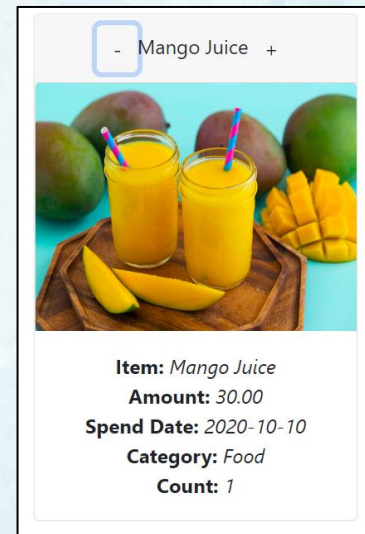 - Mango Juice +
Item: Mango Juice
Amount: 30.00
Spend Date: 2020-10-10
Category: Food
Count: 1